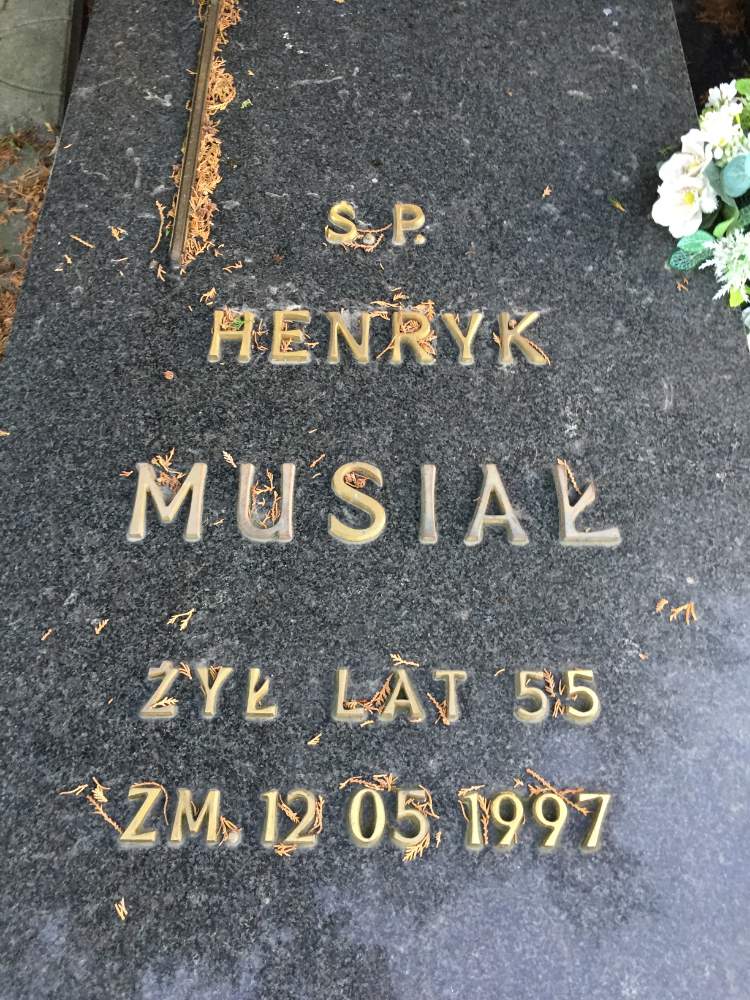 Ś.P.
HENRYK
MUSIAŁ
ŻYŁ LAT 55
ZM. 12 05 1997